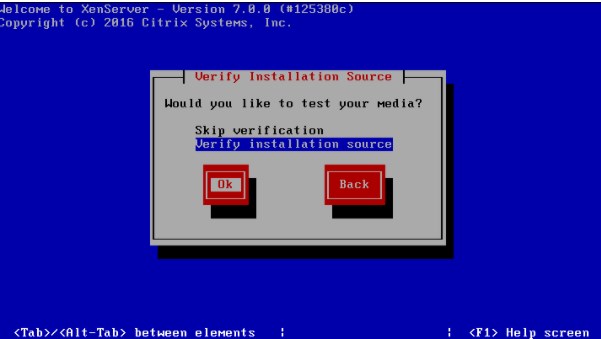 Welcome to XenServer - Version 7.0.0 (#125380c)
Copyright (c) 2016 Citrix Systems, Inc.
Verify Installation Source
Would you like to test your media?
Skip verification
Verify installation source
Ok Back
<Tab>/<Alt-Tab> between elements | | <F1> Help screen